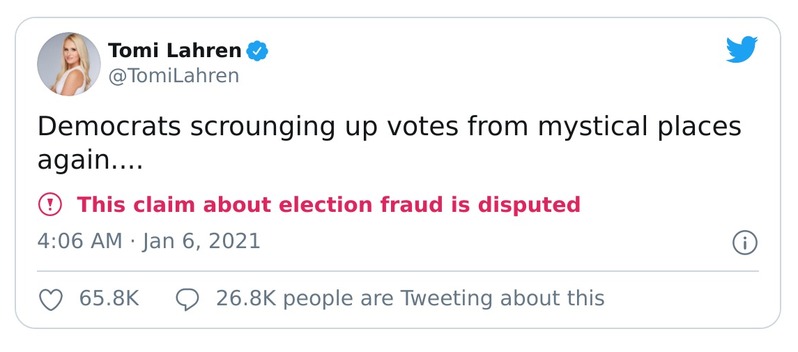 Tomi Lahren
@TomiLahren
Democrats scrounging up votes from mystical places
again....
This claim about election fraud is disputed
4:06 AM · Jan 6, 2021
65.8K 26.8K people are Tweeting about this